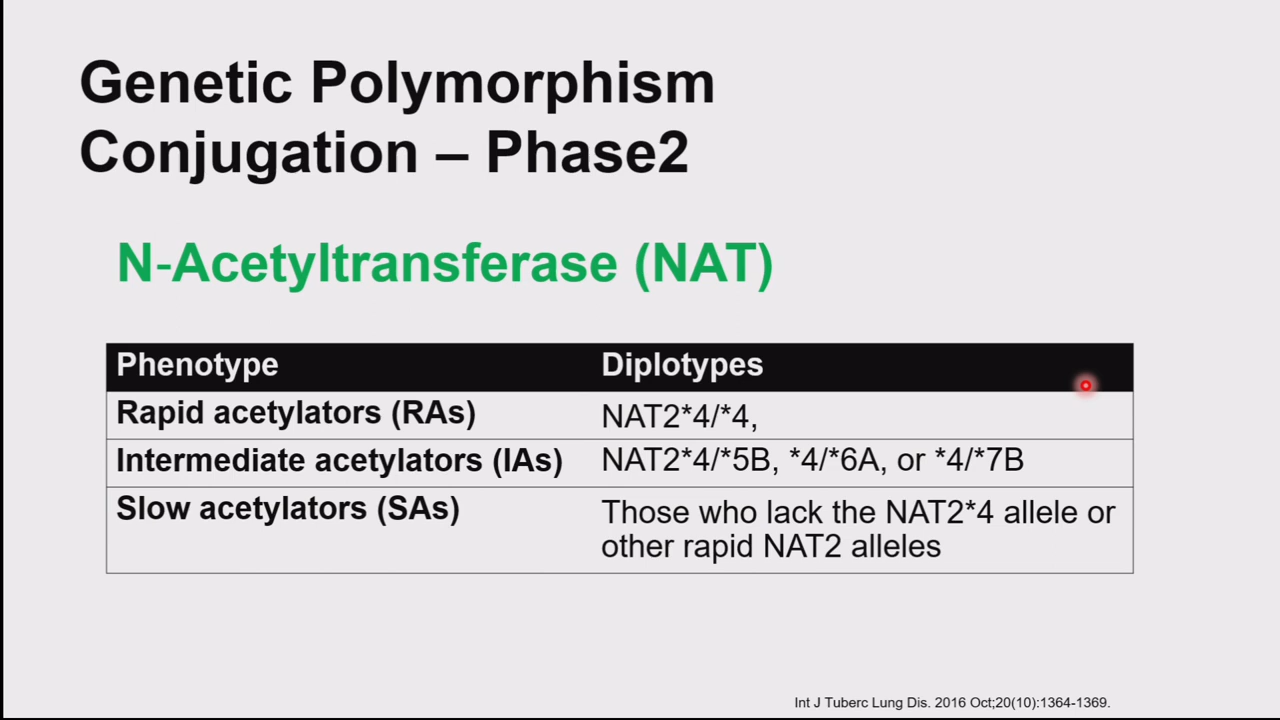 Genetic Polymorphism
Conjugation – Phase2
N-Acetyltransferase (NAT)
Phenotype Diplotypes
Rapid acetylators (RAs) NAT2*4/*4,
Intermediate acetylators (IAs) NAT2*4/*5B, *4/*6A, or *4/*7B
Slow acetylators (SAs) Those who lack the NAT2*4 allele or
other rapid NAT2 alleles
Int J Tuberc Lung Dis. 2016 Oct;20(10):1364-1369.